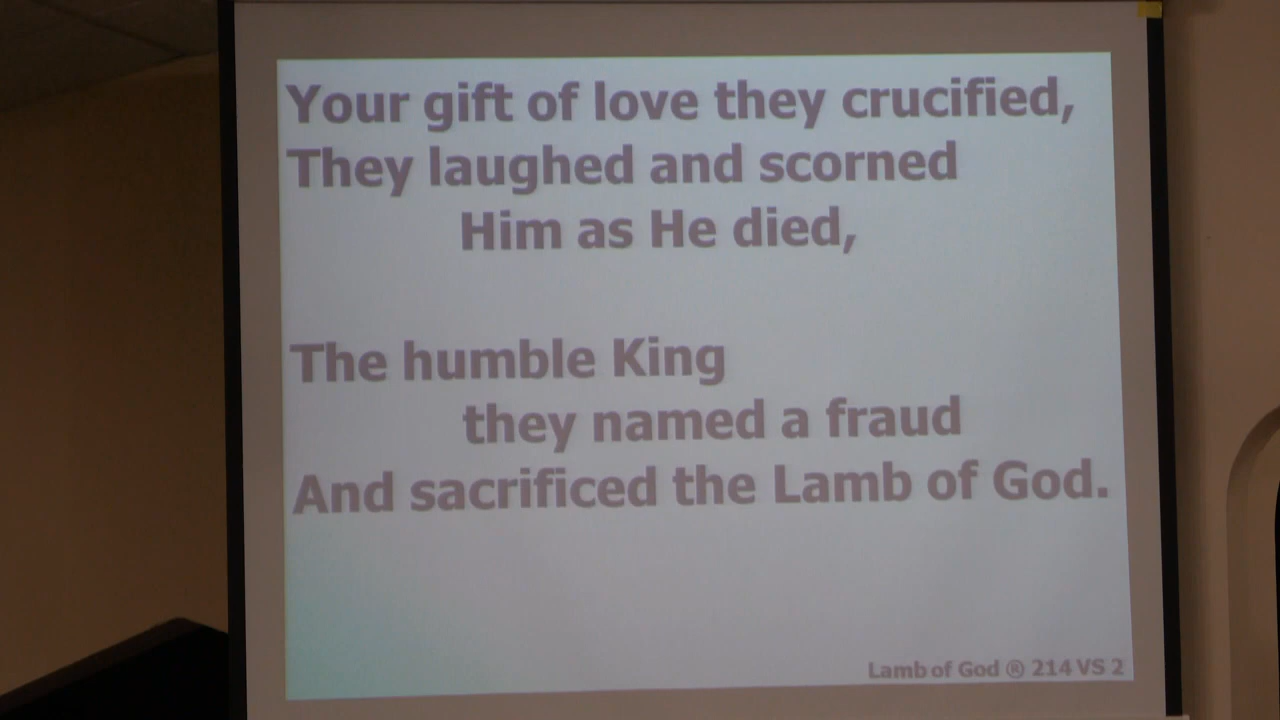 Your gift of love they crucified,
They laughed and scorned
Him as He died,
The humble King
they named a fraud
And sacrificed the Lamb of God.
Lamb of God ® 214 VS 2